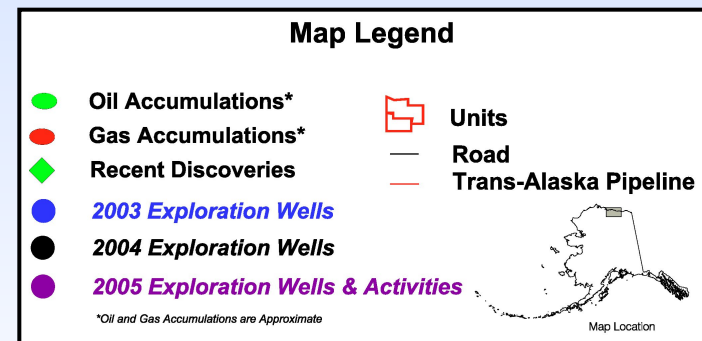 Map Legend
Oil Accumulations*
Gas Accumulations*
Recent Discoveries
2003 Exploration Wells
2004 Exploration Wells
2005 Exploration Wells & Activities
*Oil and Gas Accumulations are Approximate
Units
Road
Trans-Alaska Pipeline
Map Location